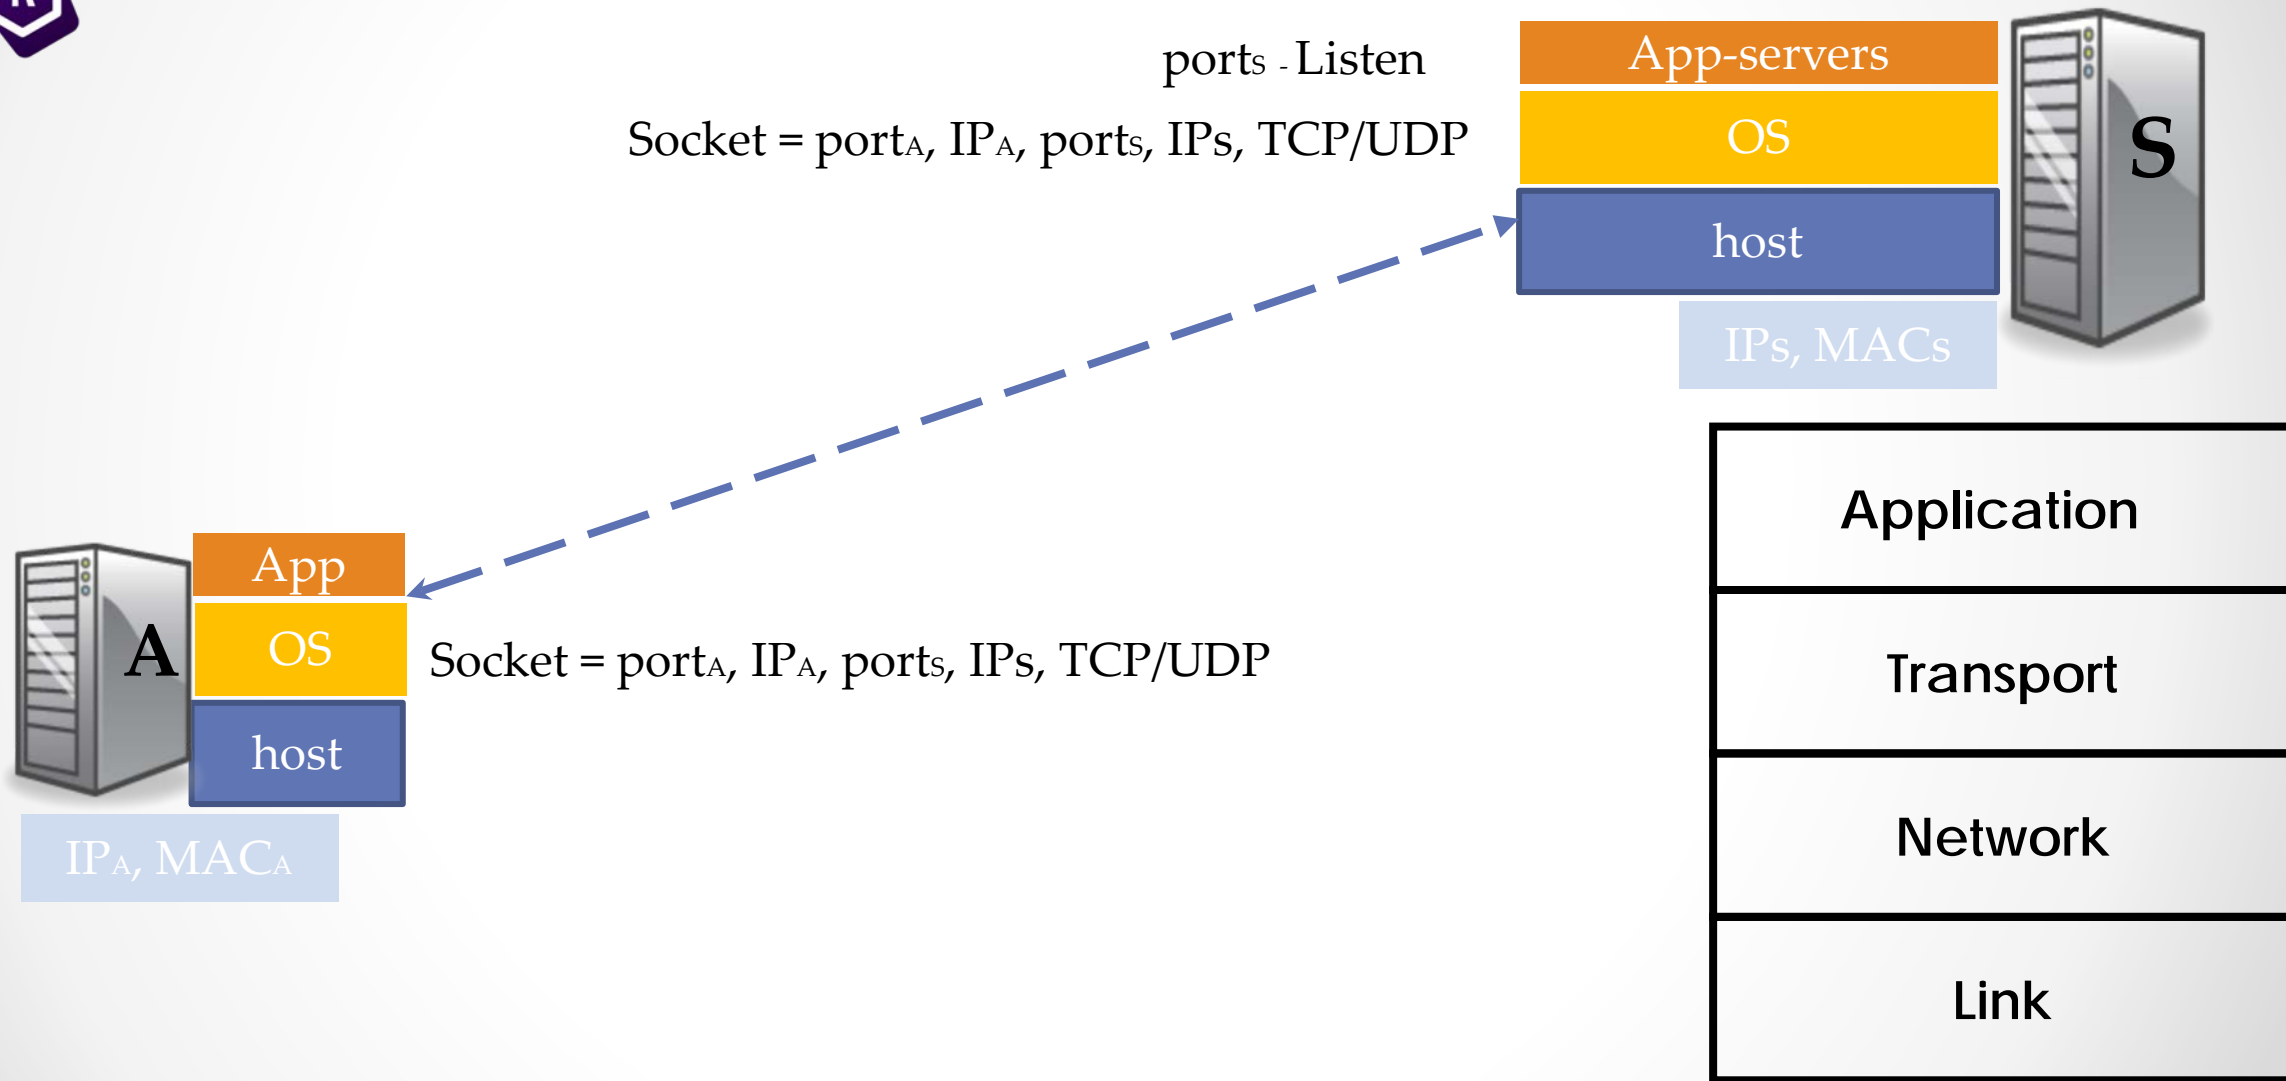 R
portS - Listen
App-servers
Socket = portA, IPA, portS, IPs, TCP/UDP
OS
S
host
IPs, MACs
Application
App
A
OS
Socket = portA, IPA, portS, IPs, TCP/UDP
Transport
host
Network
IPA, MACA
Link